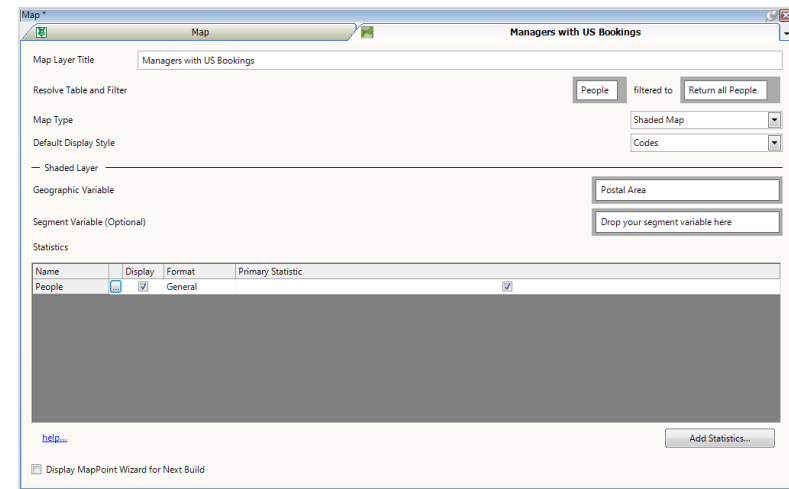 Map *
Map
Managers with US Bookings
Map Layer Title
Managers with US Bookings
Resolve Table and Filter
People
filtered to
Return all People
Map Type
Shaded Map
Default Display Style
Codes
Shaded Layer
Geographic Variable
Postal Area
Segment Variable (Optional)
Drop your segment variable here
Statistics
Name Display Format Primary Statistic
People ... General
help...
Add Statistics...
Display MapPoint Wizard for Next Build